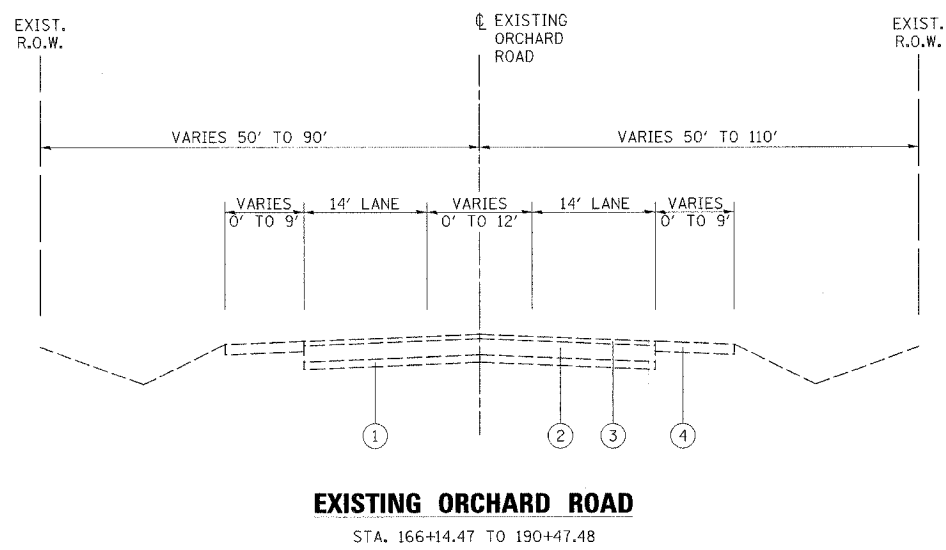 EXIST.
R.O.W.
℄ EXISTING
ORCHARD
ROAD
EXIST.
R.O.W.
VARIES 50' TO 90'
VARIES 50' TO 110'
VARIES
0' TO 9'
14' LANE
VARIES
0' TO 12'
14' LANE
VARIES
0' TO 9'
1
2
3
4
EXISTING ORCHARD ROAD
STA. 166+14.47 TO 190+47.48